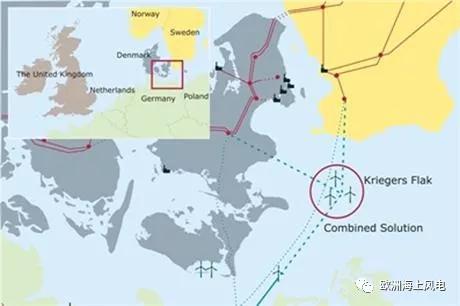 Norway
Sweden
Denmark
The United Kingdom
Netherlands
Germany
Poland
Kriegers Flak
Combined Solution
欧洲海上风电